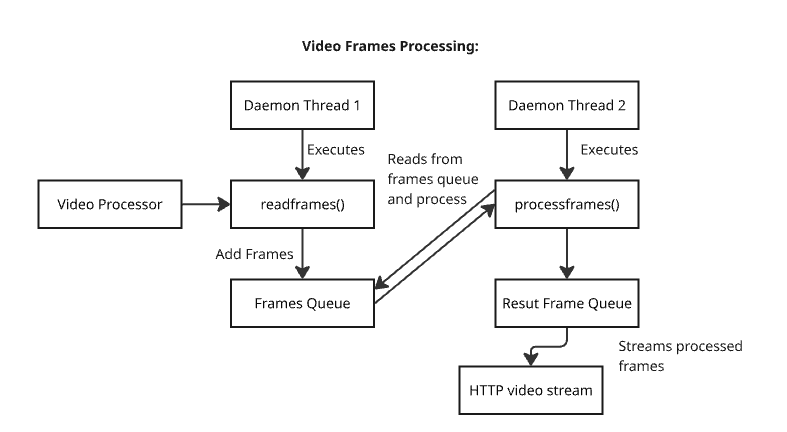 Video Frames Processing:
Daemon Thread 1
Daemon Thread 2
Executes
Executes
Reads from
frames queue
and process
Video Processor
readframes()
processframes()
Add Frames
Frames Queue
Resut Frame Queue
Streams processed
frames
HTTP video stream